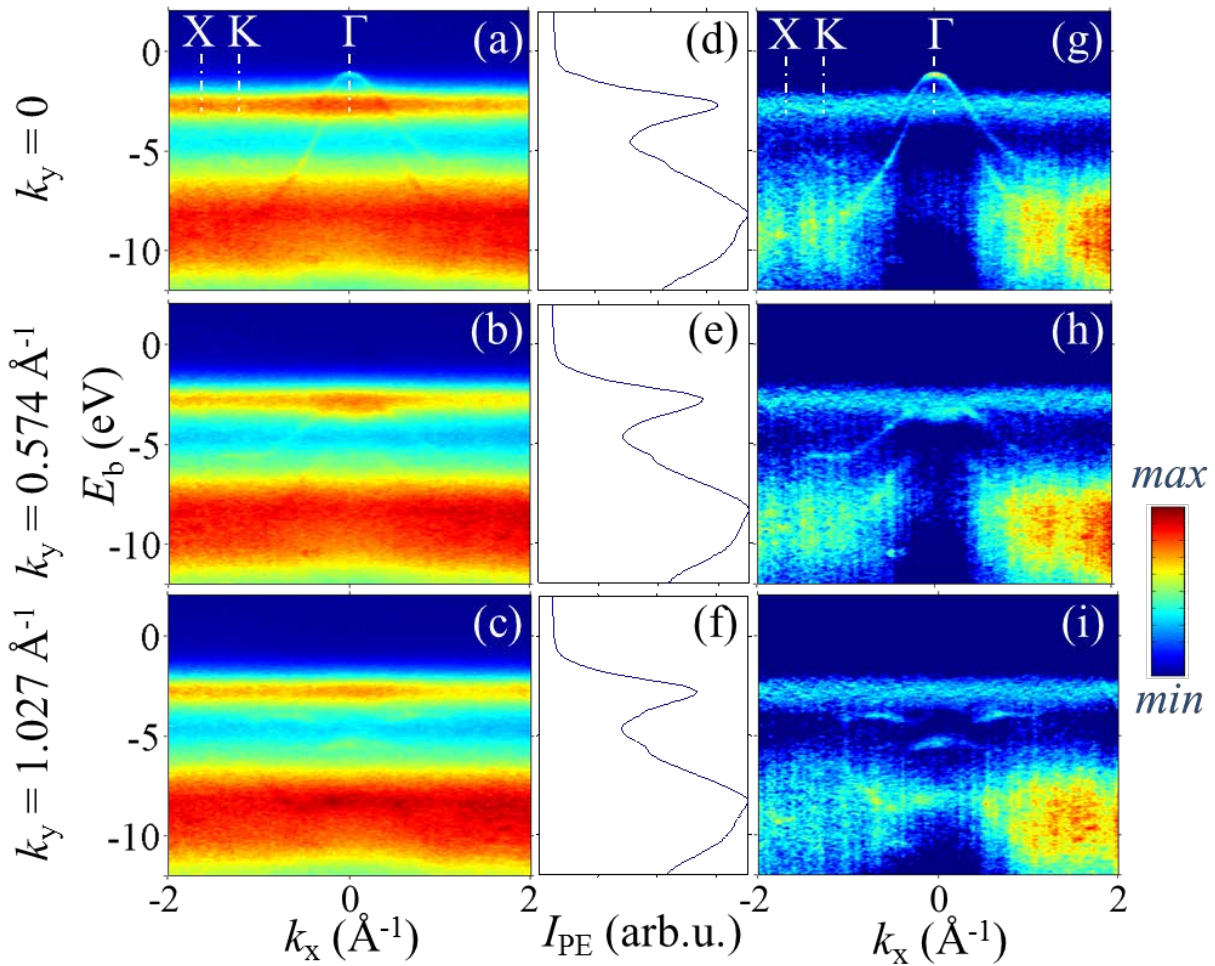 X K Γ (a)
(d)
X K Γ (g)
k_y = 0
0
-5
-10
(b)
(e)
(h)
k_y = 0.574 Å⁻¹
E_b (eV)
0
-5
-10
max
min
(c)
(f)
(i)
k_y = 1.027 Å⁻¹
0
-5
-10
-2 0 2
-2 0 2
k_x (Å⁻¹)
I_PE (arb.u.)
k_x (Å⁻¹)